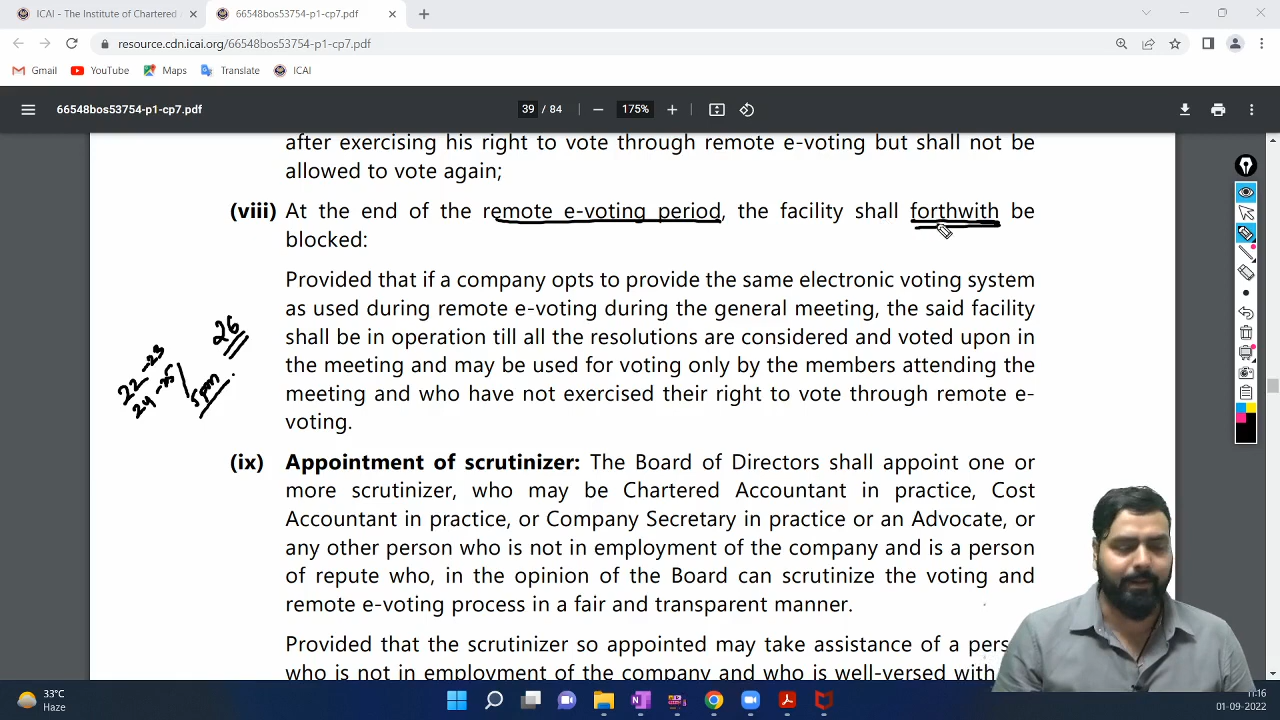 ICAI - The Institute of Chartered
66548bos53754-p1-cp7.pdf
resource.cdn.icai.org/66548bos53754-p1-cp7.pdf
Gmail YouTube Maps Translate ICAI
66548bos53754-p1-cp7.pdf 39 / 84 175%
after exercising his right to vote through remote e-voting but shall not be
allowed to vote again;
(viii) At the end of the remote e-voting period, the facility shall forthwith be
blocked:
Provided that if a company opts to provide the same electronic voting system
as used during remote e-voting during the general meeting, the said facility
shall be in operation till all the resolutions are considered and voted upon in
the meeting and may be used for voting only by the members attending the
meeting and who have not exercised their right to vote through remote e-
voting.
26
22 -23
24 -25
5pm
(ix) Appointment of scrutinizer: The Board of Directors shall appoint one or
more scrutinizer, who may be Chartered Accountant in practice, Cost
Accountant in practice, or Company Secretary in practice or an Advocate, or
any other person who is not in employment of the company and is a person
of repute who, in the opinion of the Board can scrutinize the voting and
remote e-voting process in a fair and transparent manner.
Provided that the scrutinizer so appointed may take assistance of a pers
who is not in employment of the company and who is well-versed with
33°C
Haze
11:16
01-09-2022